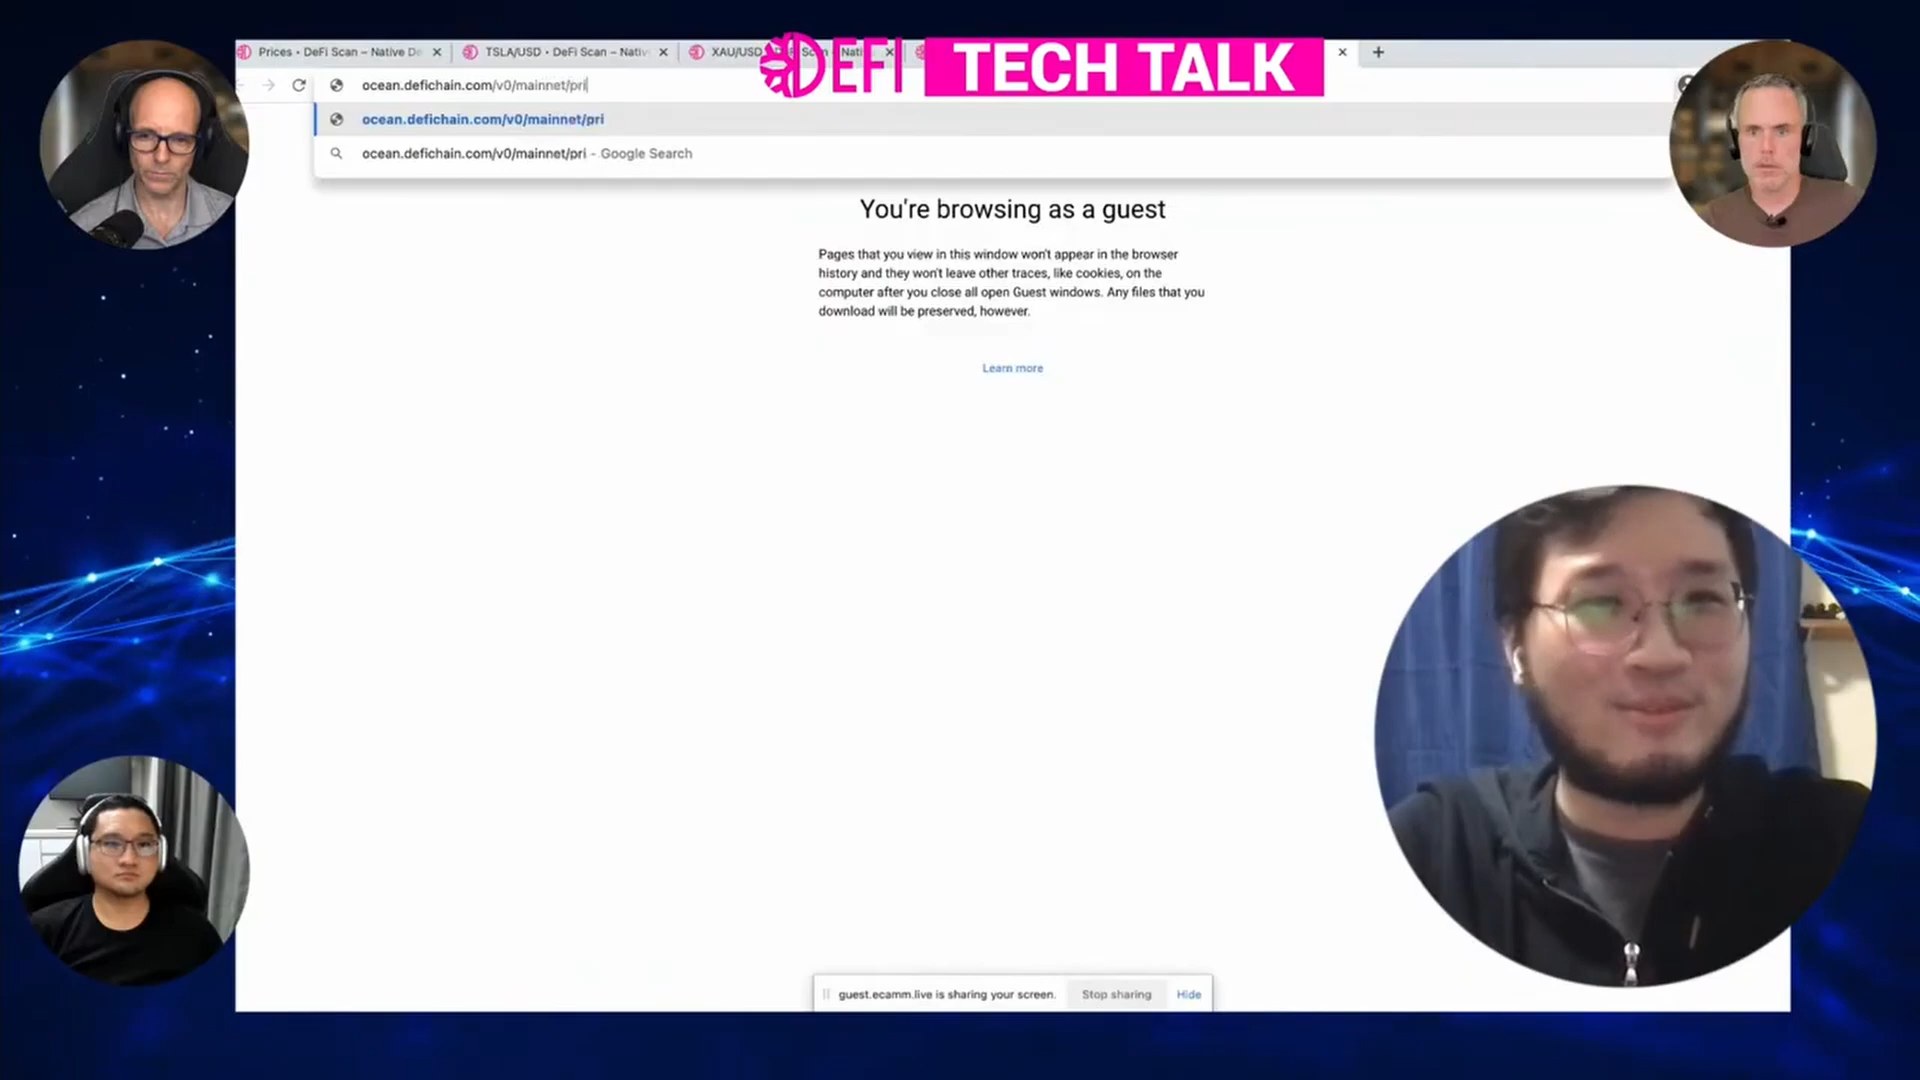 Prices • DeFi Scan – Native De
TSLA/USD • DeFi Scan – Nativ
XAU/USD
DEFI TECH TALK
ocean.defichain.com/v0/mainnet/pri
ocean.defichain.com/v0/mainnet/pri
ocean.defichain.com/v0/mainnet/pri - Google Search
You're browsing as a guest
Pages that you view in this window won't appear in the browser
history and they won't leave other traces, like cookies, on the
computer after you close all open Guest windows. Any files that you
download will be preserved, however.
Learn more
guest.ecamm.live is sharing your screen. Stop sharing Hide